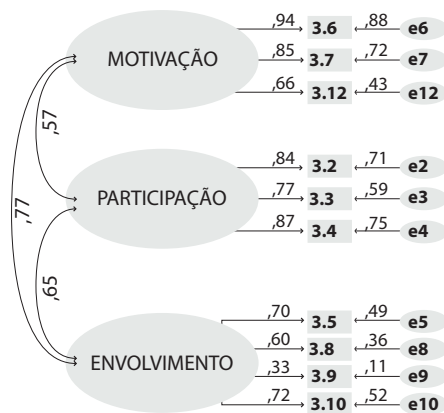 ,94 3.6 ,88 e6
MOTIVAÇÃO ,85 3.7 ,72 e7
,66 3.12 ,43 e12
,57
,84 3.2 ,71 e2
PARTICIPAÇÃO ,77 3.3 ,59 e3
,87 3.4 ,75 e4
,77
,65
,70 3.5 ,49 e5
ENVOLVIMENTO ,60 3.8 ,36 e8
,33 3.9 ,11 e9
,72 3.10 ,52 e10